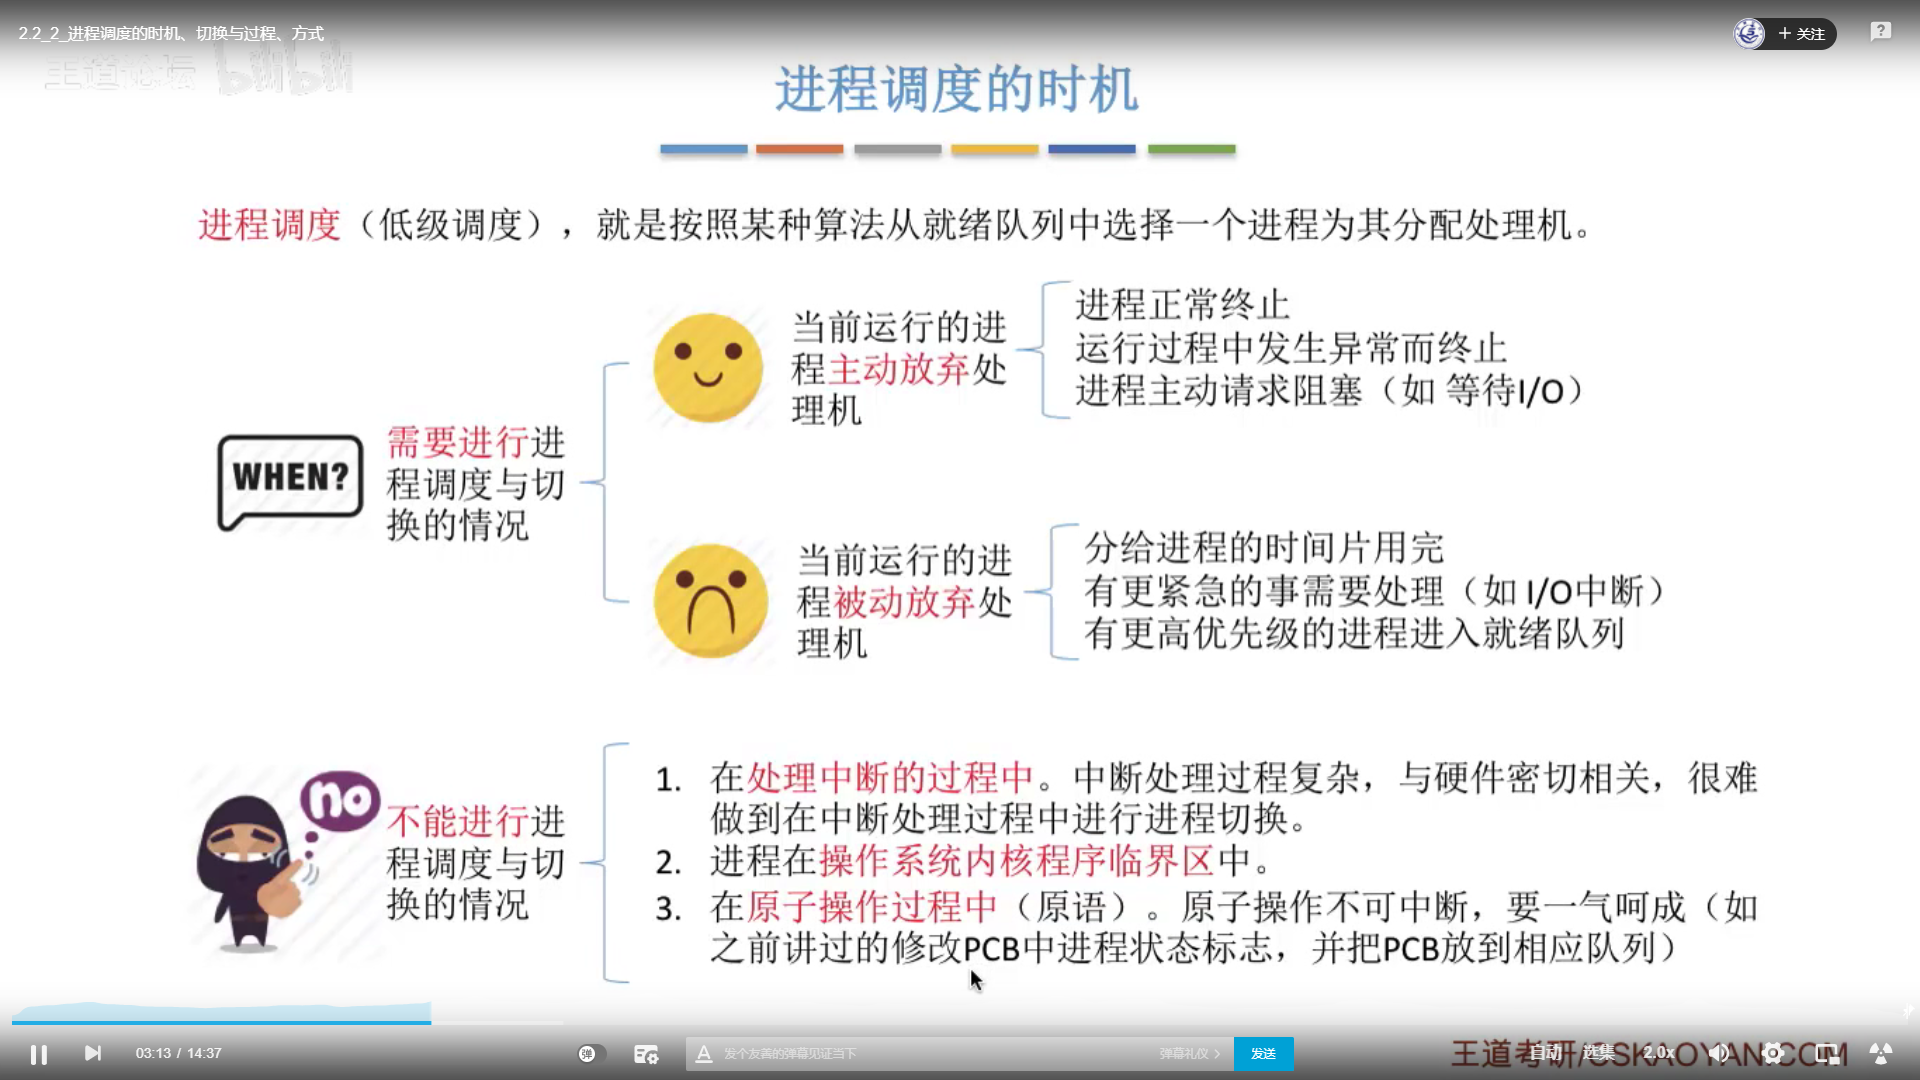 2.2_2_进程调度的时机、切换与过程、方式
+ 关注
王道论坛 bilibili
进程调度的时机
进程调度（低级调度），就是按照某种算法从就绪队列中选择一个进程为其分配处理机。
WHEN?
需要进行进
程调度与切
换的情况
当前运行的进
程主动放弃处
理机
进程正常终止
运行过程中发生异常而终止
进程主动请求阻塞（如 等待I/O）
当前运行的进
程被动放弃处
理机
分给进程的时间片用完
有更紧急的事需要处理（如 I/O中断）
有更高优先级的进程进入就绪队列
no
不能进行进
程调度与切
换的情况
1. 在处理中断的过程中。中断处理过程复杂，与硬件密切相关，很难
做到在中断处理过程中进行进程切换。
2. 进程在操作系统内核程序临界区中。
3. 在原子操作过程中（原语）。原子操作不可中断，要一气呵成（如
之前讲过的修改PCB中进程状态标志，并把PCB放到相应队列）
03:13 / 14:37
弹
发个友善的弹幕见证当下
弹幕礼仪 >
发送
王道考研/CSKAOYAN.COM
自动
选集
2.0x